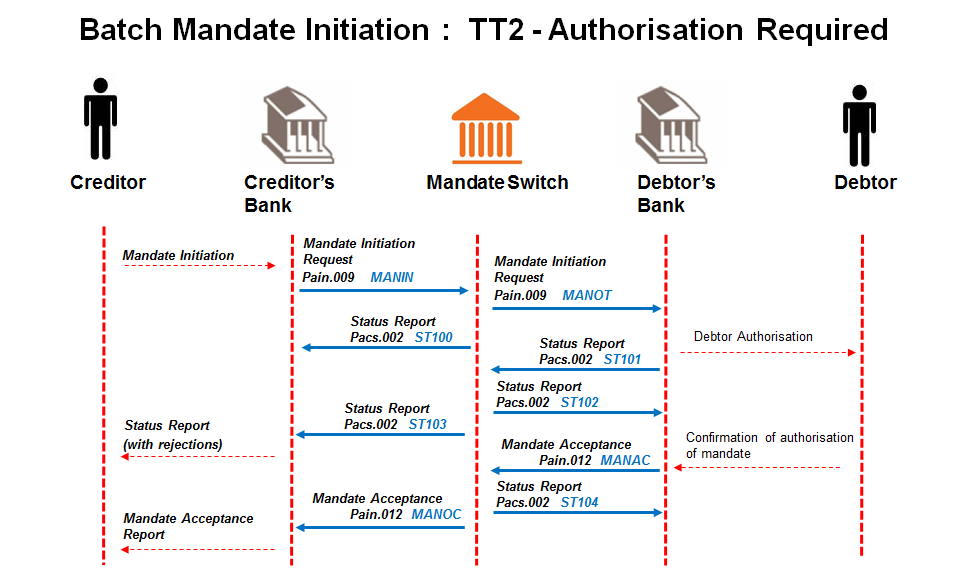 Batch Mandate Initiation : TT2 - Authorisation Required
Creditor
Creditor's
Bank
Mandate Switch
Debtor's
Bank
Debtor
Mandate Initiation
Mandate Initiation
Request
Pain.009 MANIN
Mandate Initiation
Request
Pain.009 MANOT
Status Report
Pacs.002 ST100
Debtor Authorisation
Status Report
Pacs.002 ST101
Status Report
Pacs.002 ST102
Status Report
Pacs.002 ST103
Status Report
(with rejections)
Confirmation of authorisation
of mandate
Mandate Acceptance
Pain.012 MANAC
Status Report
Pacs.002 ST104
Mandate Acceptance
Pain.012 MANOC
Mandate Acceptance
Report